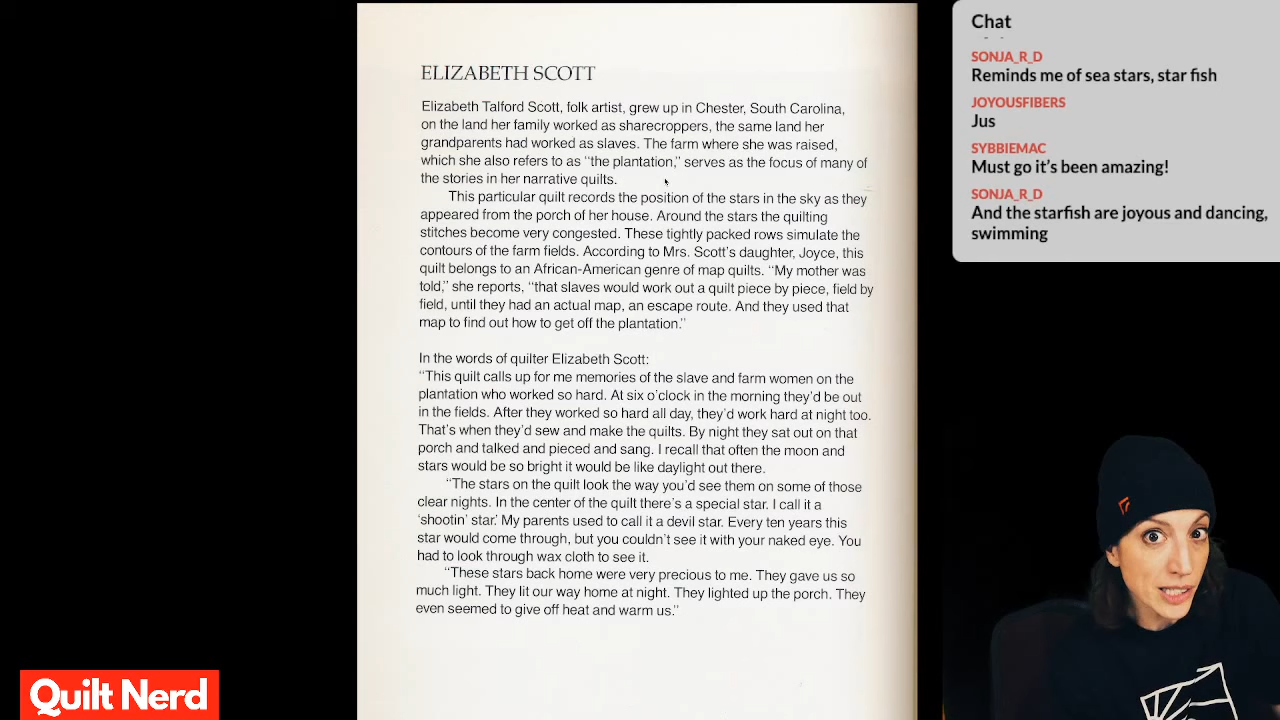 ELIZABETH SCOTT
Elizabeth Talford Scott, folk artist, grew up in Chester, South Carolina,
on the land her family worked as sharecroppers, the same land her
grandparents had worked as slaves. The farm where she was raised,
which she also refers to as “the plantation,” serves as the focus of many of
the stories in her narrative quilts.
This particular quilt records the position of the stars in the sky as they
appeared from the porch of her house. Around the stars the quilting
stitches become very congested. These tightly packed rows simulate the
contours of the farm fields. According to Mrs. Scott’s daughter, Joyce, this
quilt belongs to an African-American genre of map quilts. “My mother was
told,” she reports, “that slaves would work out a quilt piece by piece, field by
field, until they had an actual map, an escape route. And they used that
map to find out how to get off the plantation.”
In the words of quilter Elizabeth Scott:
“This quilt calls up for me memories of the slave and farm women on the
plantation who worked so hard. At six o’clock in the morning they’d be out
in the fields. After they worked so hard all day, they’d work hard at night too.
That’s when they’d sew and make the quilts. By night they sat out on that
porch and talked and pieced and sang. I recall that often the moon and
stars would be so bright it would be like daylight out there.
“The stars on the quilt look the way you’d see them on some of those
clear nights. In the center of the quilt there’s a special star. I call it a
‘shootin’ star.’ My parents used to call it a devil star. Every ten years this
star would come through, but you couldn’t see it with your naked eye. You
had to look through wax cloth to see it.
“These stars back home were very precious to me. They gave us so
much light. They lit our way home at night. They lighted up the porch. They
even seemed to give off heat and warm us.”
Chat
SONJA_R_D
Reminds me of sea stars, star fish
JOYOUSFIBERS
Jus
SYBBIEMAC
Must go it’s been amazing!
SONJA_R_D
And the starfish are joyous and dancing,
swimming
Quilt Nerd